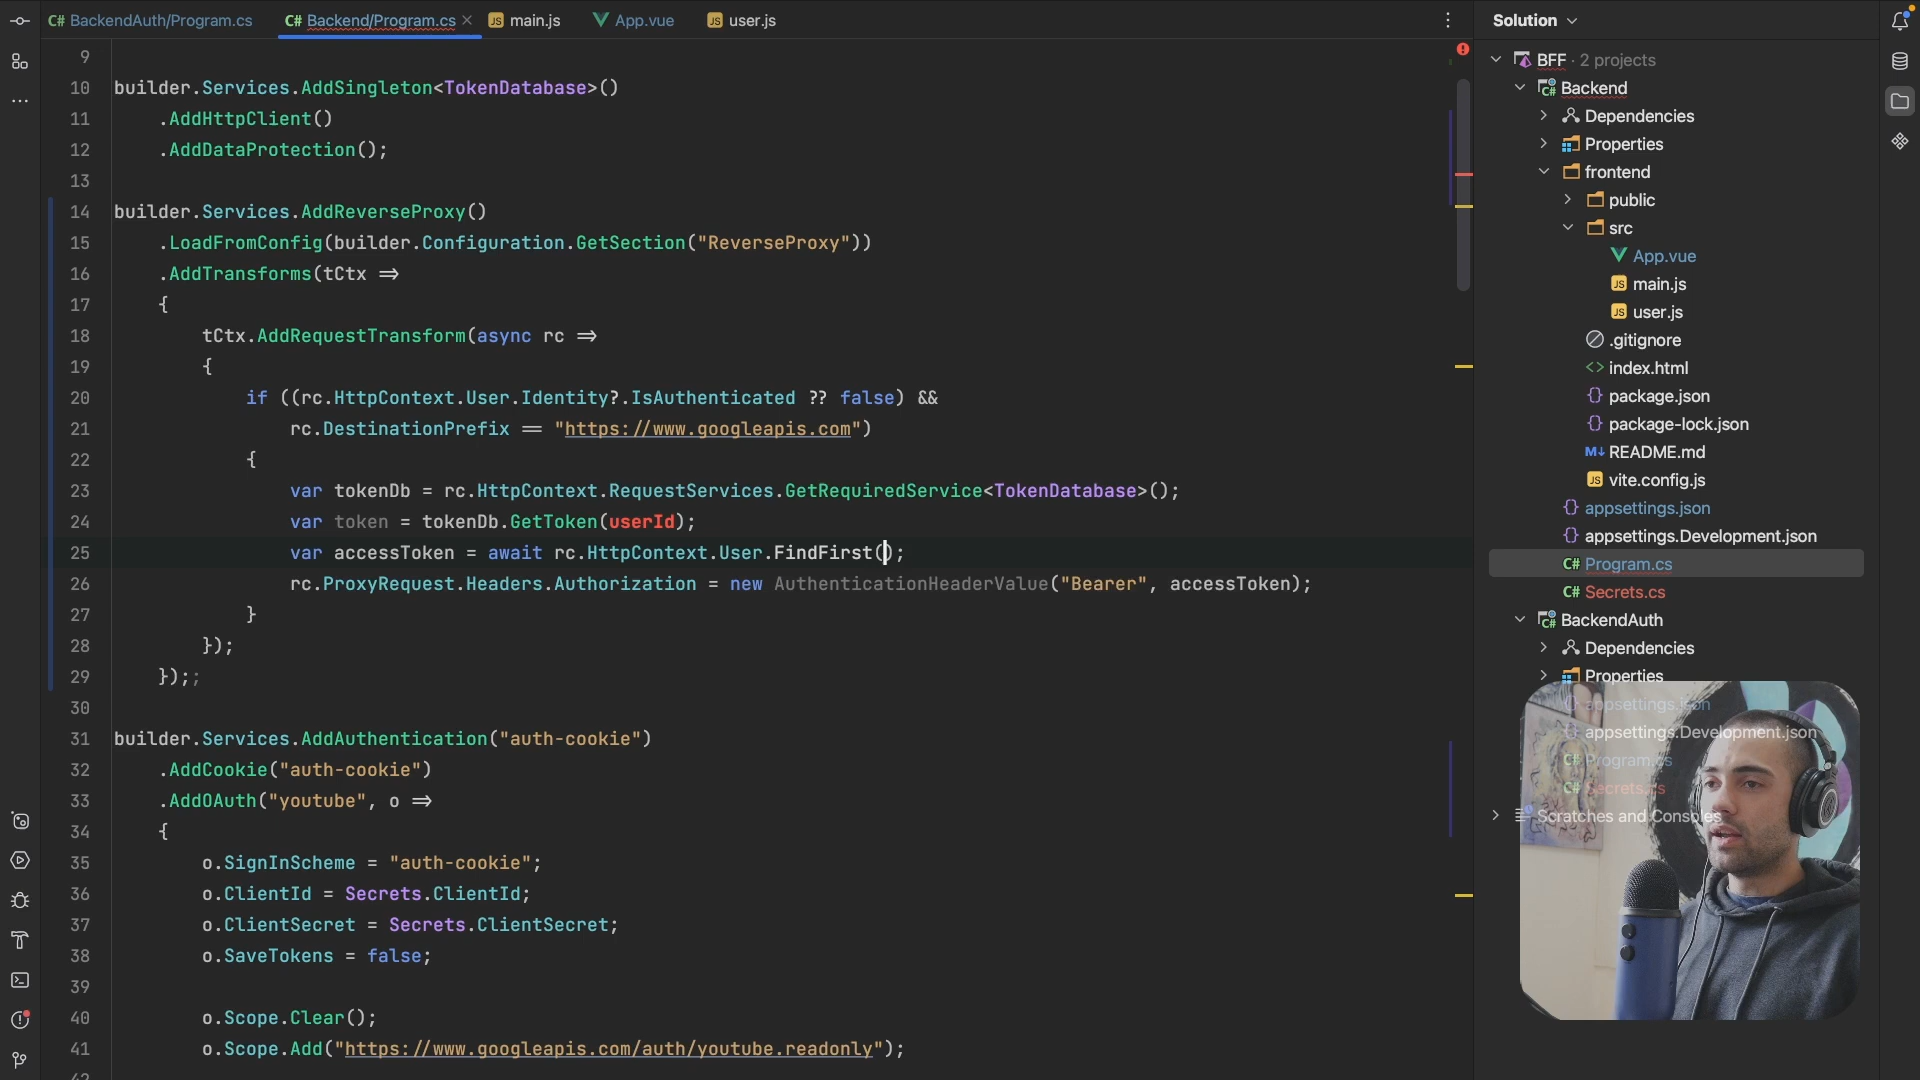 C# BackendAuth/Program.cs
C# Backend/Program.cs ×
JS main.js
App.vue
JS user.js
Solution
9
10 builder.Services.AddSingleton<TokenDatabase>()
11 .AddHttpClient()
12 .AddDataProtection();
13
14 builder.Services.AddReverseProxy()
15 .LoadFromConfig(builder.Configuration.GetSection("ReverseProxy"))
16 .AddTransforms(tCtx =>
17 {
18 tCtx.AddRequestTransform(async rc =>
19 {
20 if ((rc.HttpContext.User.Identity?.IsAuthenticated ?? false) &&
21 rc.DestinationPrefix == "https://www.googleapis.com")
22 {
23 var tokenDb = rc.HttpContext.RequestServices.GetRequiredService<TokenDatabase>();
24 var token = tokenDb.GetToken(userId);
25 var accessToken = await rc.HttpContext.User.FindFirst();
26 rc.ProxyRequest.Headers.Authorization = new AuthenticationHeaderValue("Bearer", accessToken);
27 }
28 });
29 });;
30
31 builder.Services.AddAuthentication("auth-cookie")
32 .AddCookie("auth-cookie")
33 .AddOAuth("youtube", o =>
34 {
35 o.SignInScheme = "auth-cookie";
36 o.ClientId = Secrets.ClientId;
37 o.ClientSecret = Secrets.ClientSecret;
38 o.SaveTokens = false;
39
40 o.Scope.Clear();
41 o.Scope.Add("https://www.googleapis.com/auth/youtube.readonly");
42
BFF · 2 projects
C# Backend
Dependencies
Properties
frontend
public
src
App.vue
JS main.js
JS user.js
.gitignore
<> index.html
{} package.json
{} package-lock.json
M↓ README.md
JS vite.config.js
{} appsettings.json
{} appsettings.Development.json
C# Program.cs
C# Secrets.cs
C# BackendAuth
Dependencies
Properties
{} appsettings.json
{} appsettings.Development.json
C# Program.cs
C# Secrets.cs
Scratches and Consoles